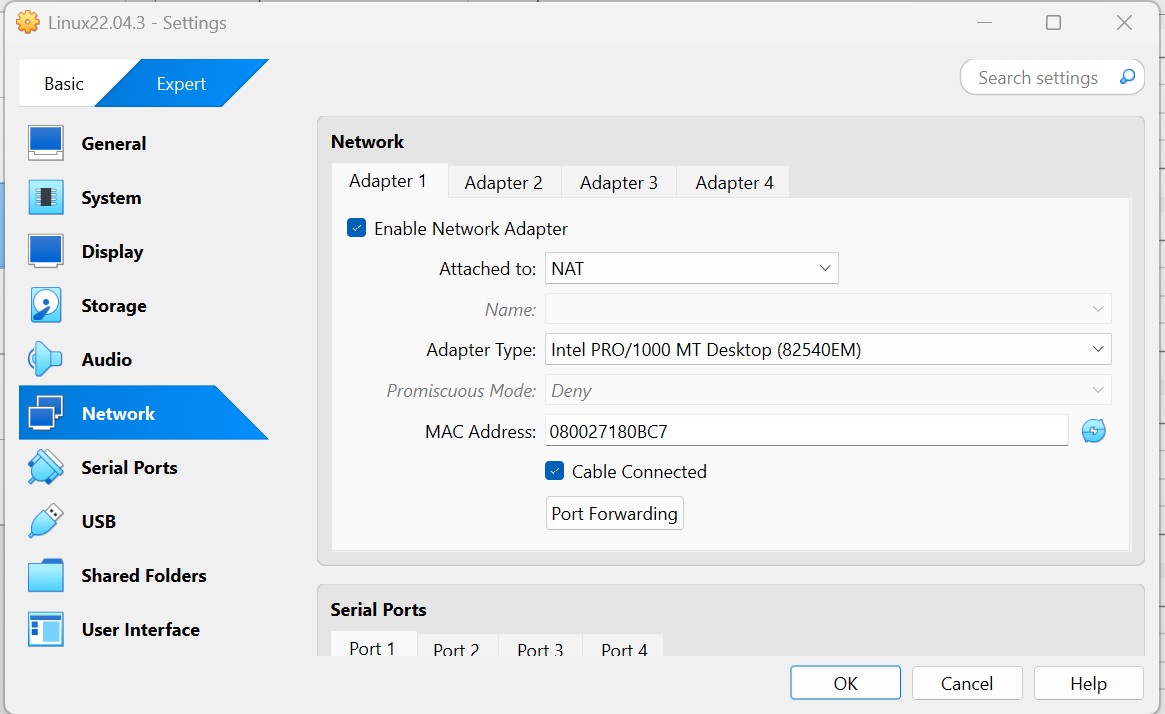 Linux22.04.3 - Settings
Basic
Expert
Search settings
General
System
Display
Storage
Audio
Network
Serial Ports
USB
Shared Folders
User Interface
Network
Adapter 1
Adapter 2
Adapter 3
Adapter 4
Enable Network Adapter
Attached to: NAT
Name:
Adapter Type: Intel PRO/1000 MT Desktop (82540EM)
Promiscuous Mode: Deny
MAC Address: 080027180BC7
Cable Connected
Port Forwarding
Serial Ports
Port 1
Port 2
Port 3
Port 4
OK
Cancel
Help